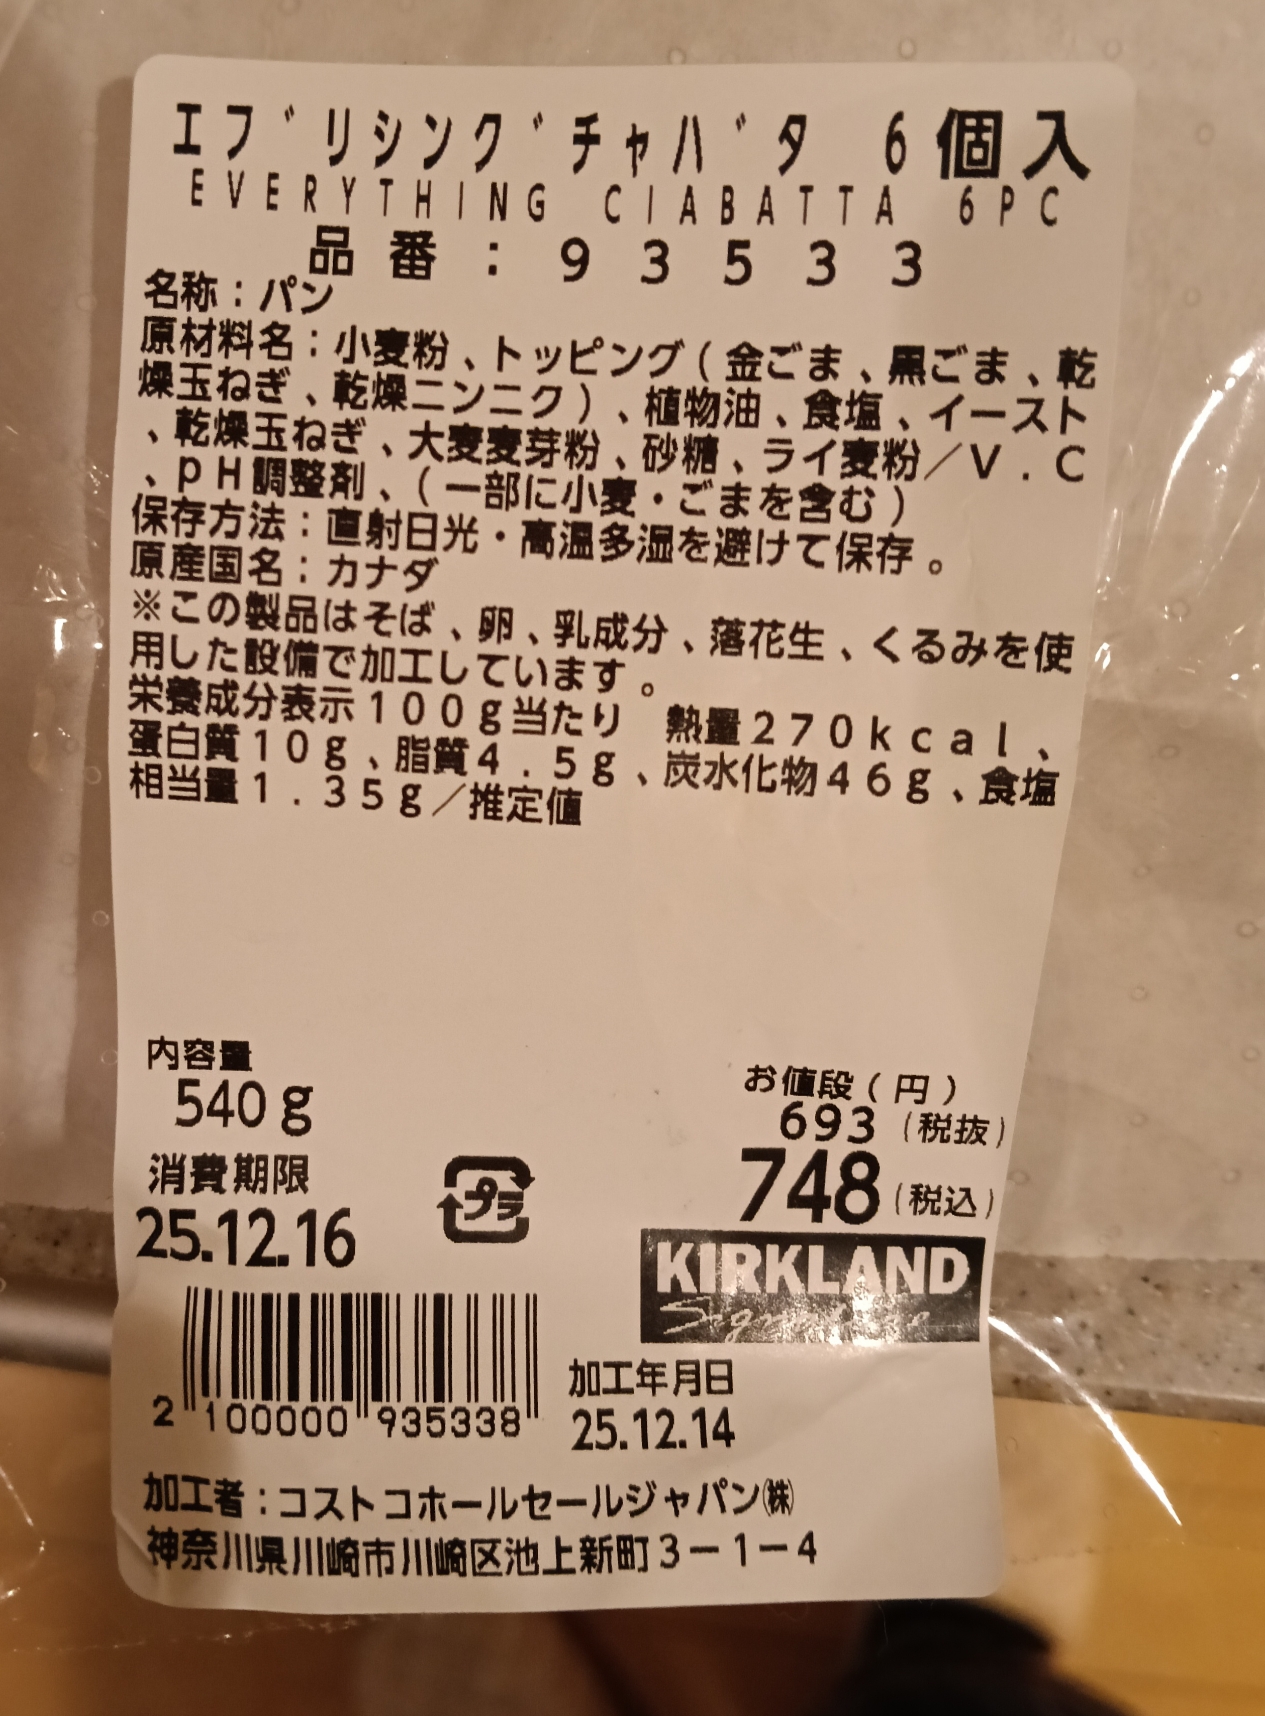 エブリシングチャバタ 6個入
EVERYTHING CIABATTA 6PC
品番:93533
名称:パン
原材料名:小麦粉、トッピング(金ごま、黒ごま、乾
燥玉ねぎ、乾燥ニンニク)、植物油、食塩、イースト
、乾燥玉ねぎ、大麦麦芽粉、砂糖、ライ麦粉/V.C
、pH調整剤、(一部に小麦・ごまを含む)
保存方法:直射日光・高温多湿を避けて保存。
原産国名:カナダ
※この製品はそば、卵、乳成分、落花生、くるみを使
用した設備で加工しています。
栄養成分表示100g当たり 熱量270kcal、
蛋白質10g、脂質4.5g、炭水化物46g、食塩
相当量1.35g/推定値
内容量
540g
お値段(円)
693(税抜)
748(税込)
消費期限
25.12.16
プラ
KIRKLAND
Signature
2 100000 935338
加工年月日
25.12.14
加工者:コストコホールセールジャパン㈱
神奈川県川崎市川崎区池上新町3-1-4